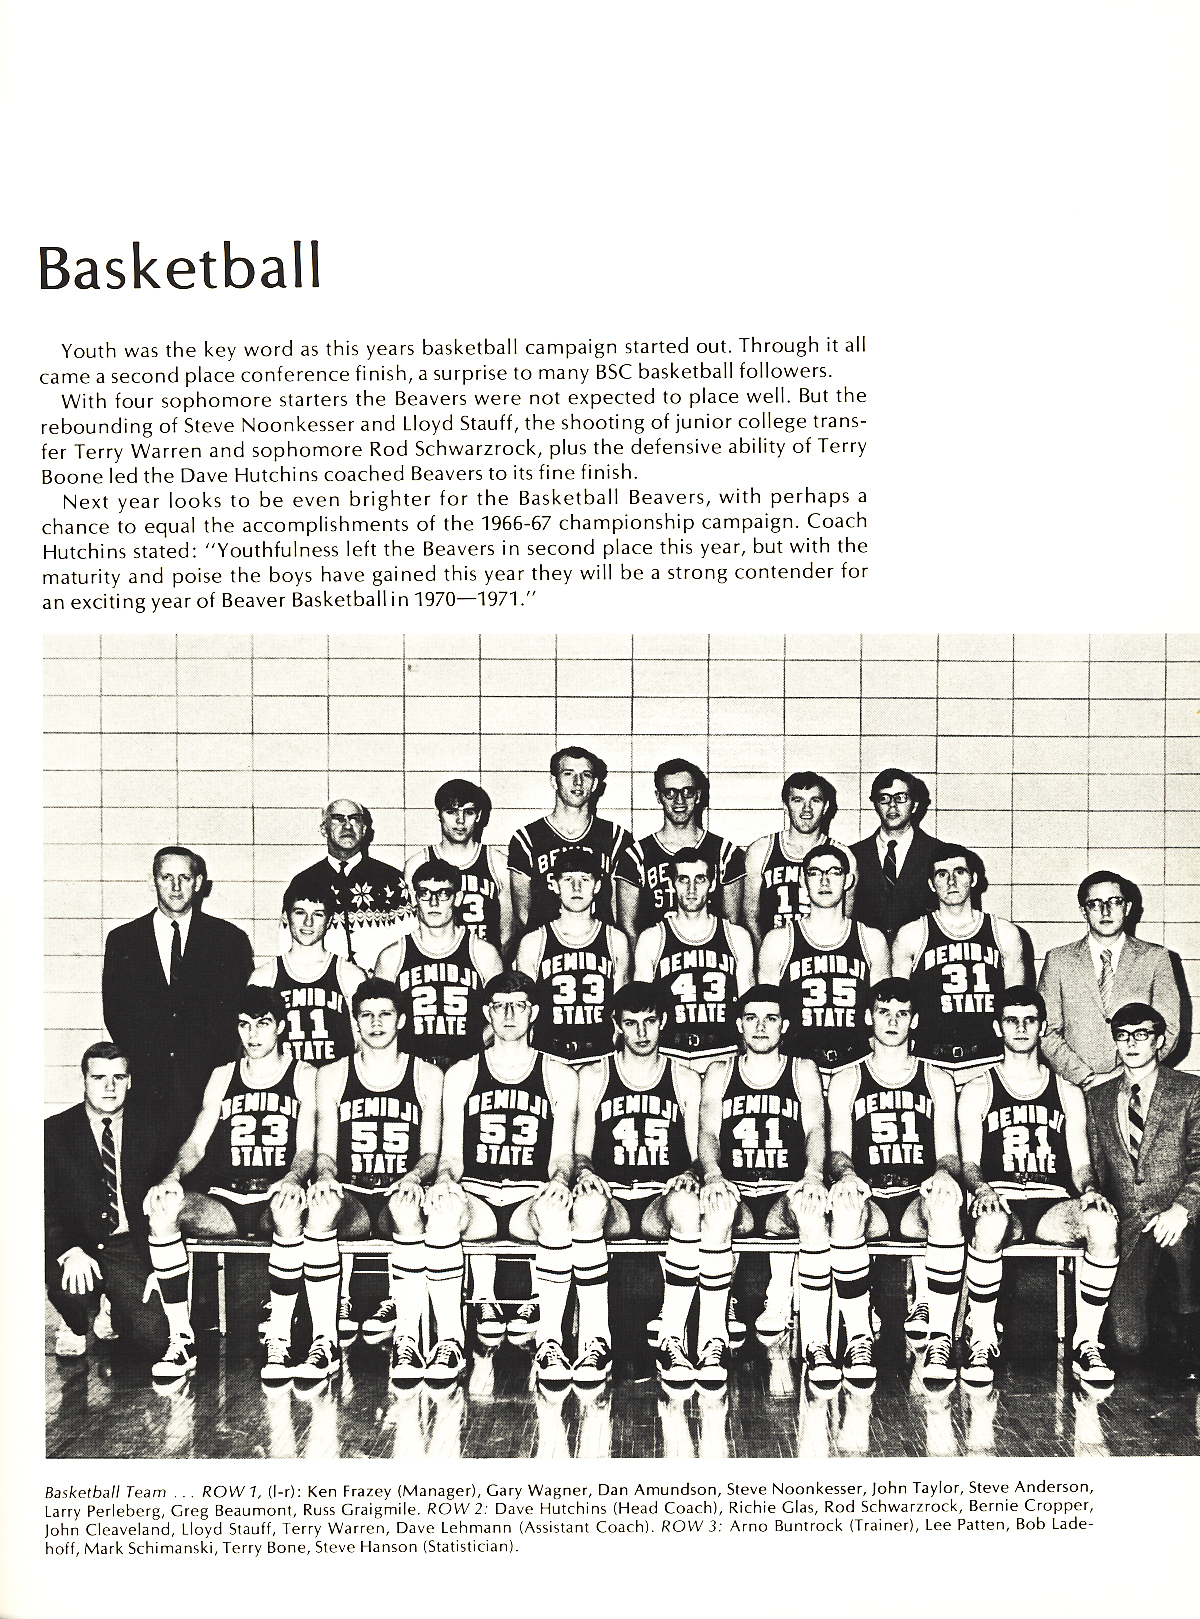 Basketball
Youth was the key word as this years basketball campaign started out. Through it all
came a second place conference finish, a surprise to many BSC basketball followers.
With four sophomore starters the Beavers were not expected to place well. But the
rebounding of Steve Noonkesser and Lloyd Stauff, the shooting of junior college trans-
fer Terry Warren and sophomore Rod Schwarzrock, plus the defensive ability of Terry
Boone led the Dave Hutchins coached Beavers to its fine finish.
Next year looks to be even brighter for the Basketball Beavers, with perhaps a
chance to equal the accomplishments of the 1966-67 championship campaign. Coach
Hutchins stated: “Youthfulness left the Beavers in second place this year, but with the
maturity and poise the boys have gained this year they will be a strong contender for
an exciting year of Beaver Basketball in 1970—1971.”
BEMIDJI
25
STATE
BEMIDJI
33
STATE
BEMIDJI
43
STATE
BEMIDJI
35
STATE
BEMIDJI
31
STATE
EMIDJI
11
STATE
BEMIDJI
23
STATE
BEMIDJI
55
STATE
BEMIDJI
53
STATE
BEMIDJI
45
STATE
BEMIDJI
41
STATE
BEMIDJI
51
STATE
BEMIDJI
21
STATE
Basketball Team . . . ROW 1, (l-r): Ken Frazey (Manager), Gary Wagner, Dan Amundson, Steve Noonkesser, John Taylor, Steve Anderson,
Larry Perleberg, Greg Beaumont, Russ Graigmile. ROW 2: Dave Hutchins (Head Coach), Richie Glas, Rod Schwarzrock, Bernie Cropper,
John Cleaveland, Lloyd Stauff, Terry Warren, Dave Lehmann (Assistant Coach). ROW 3: Arno Buntrock (Trainer), Lee Patten, Bob Lade-
hoff, Mark Schimanski, Terry Bone, Steve Hanson (Statistician).